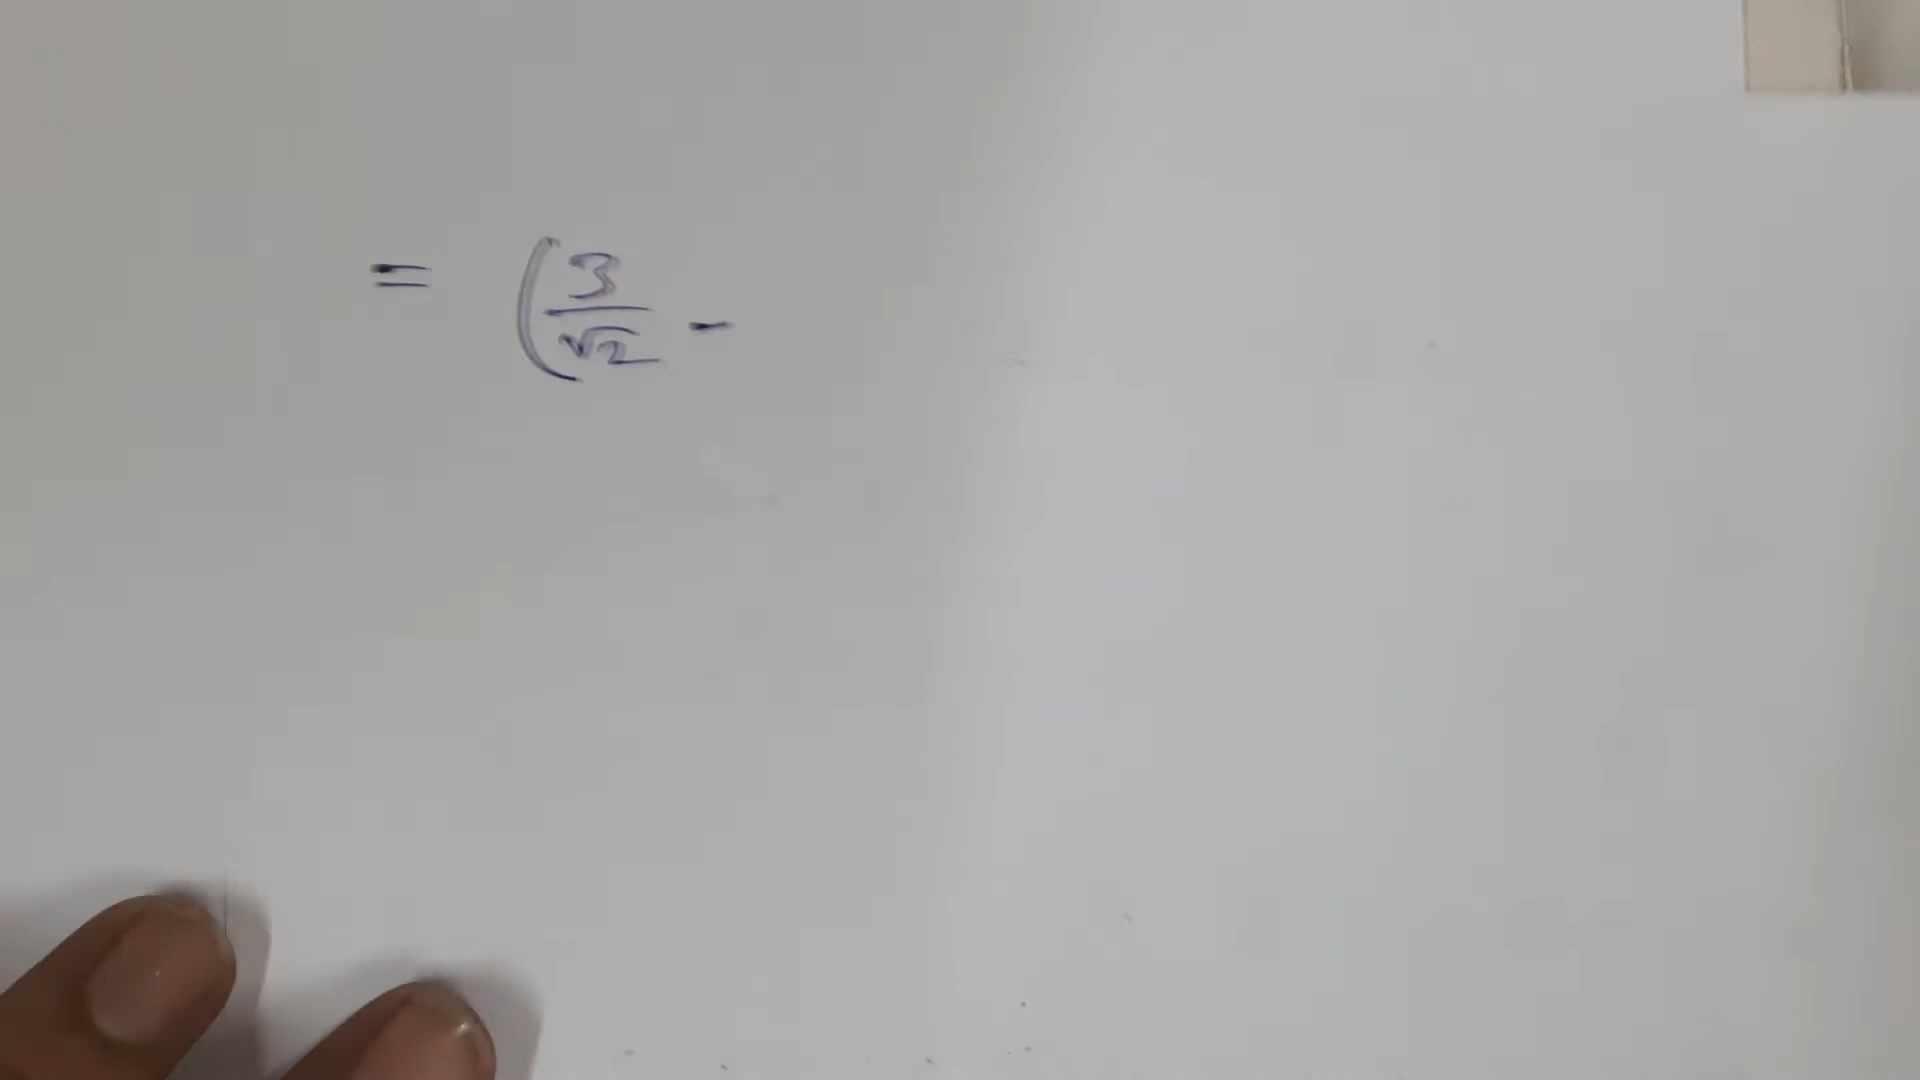 = (3/√2 -